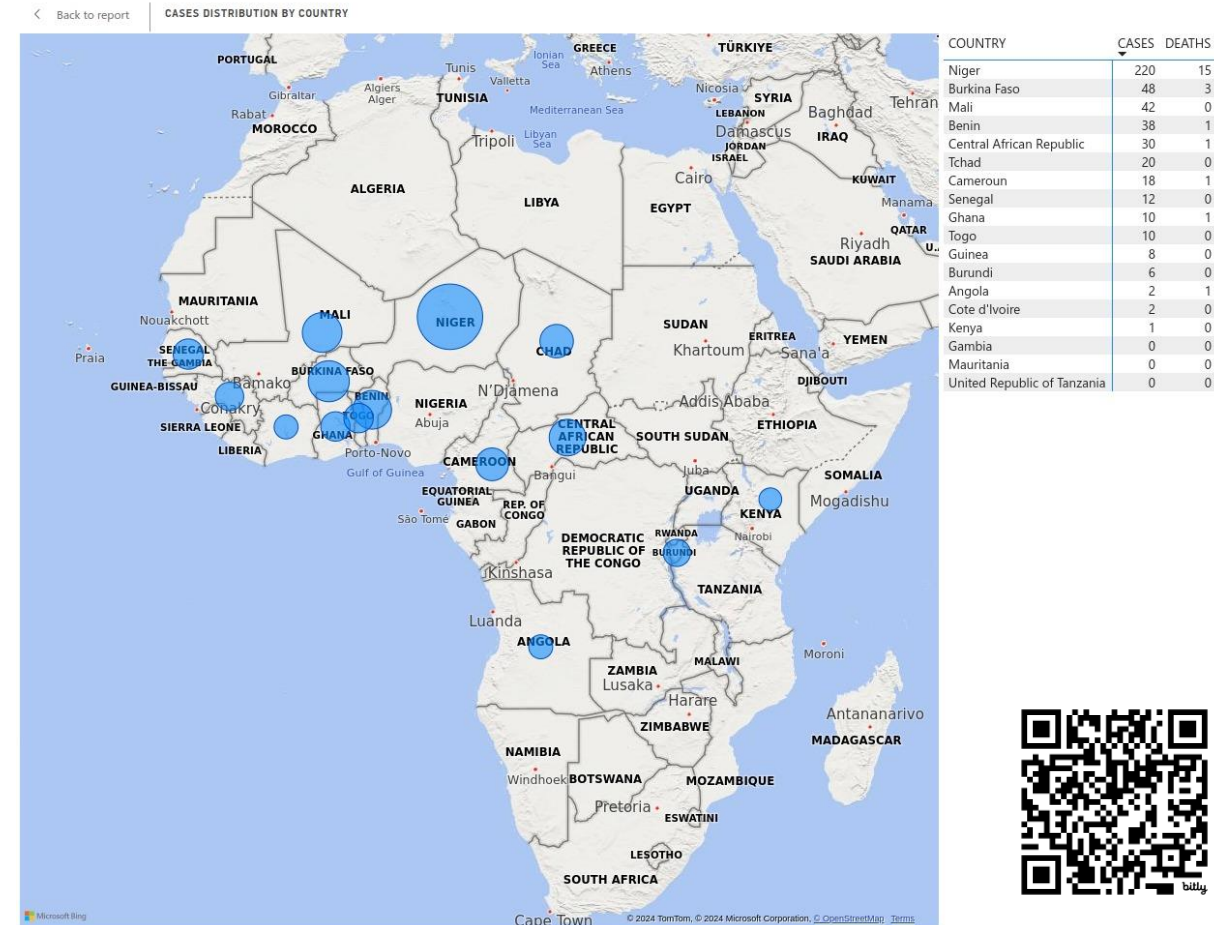 Back to report
CASES DISTRIBUTION BY COUNTRY
COUNTRY CASES DEATHS
Niger 220 15
Burkina Faso 48 3
Mali 42 0
Benin 38 1
Central African Republic 30 1
Tchad 20 0
Cameroun 18 1
Senegal 12 0
Ghana 10 1
Togo 10 0
Guinea 8 0
Burundi 6 0
Angola 2 1
Cote d'Ivoire 2 0
Kenya 1 0
Gambia 0 0
Mauritania 0 0
United Republic of Tanzania 0 0
PORTUGAL
GREECE
TÜRKIYE
Ionian
Sea
Athens
Tunis
Valletta
Gibraltar
Algiers
Alger
TUNISIA
Nicosia
SYRIA
Tehran
Mediterranean Sea
LEBANON
Baghdad
Rabat
MOROCCO
Tripoli
Libyan
Sea
Damascus
IRAQ
JORDAN
ISRAEL
Cairo
KUWAIT
ALGERIA
LIBYA
EGYPT
Manama
QATAR
Riyadh
U.
SAUDI ARABIA
MAURITANIA
Nouakchott
MALI
NIGER
SUDAN
ERITREA
YEMEN
Praia
SENEGAL
THE GAMBIA
CHAD
Khartoum
Sana'a
BURKINA FASO
GUINEA-BISSAU
Bamako
N'Djamena
DJIBOUTI
BENIN
NIGERIA
Addis Ababa
Conakry
TOGO
Abuja
ETHIOPIA
SIERRA LEONE
GHANA
CENTRAL
AFRICAN
REPUBLIC
SOUTH SUDAN
LIBERIA
Porto-Novo
CAMEROON
Gulf of Guinea
Bangui
Juba
SOMALIA
EQUATORIAL
GUINEA
UGANDA
Mogadishu
REP. OF
CONGO
KENYA
São Tomé
GABON
Nairobi
RWANDA
DEMOCRATIC
REPUBLIC OF
THE CONGO
BURUNDI
Kinshasa
TANZANIA
Luanda
ANGOLA
Moroni
MALAWI
ZAMBIA
Lusaka
Harare
Antananarivo
ZIMBABWE
MADAGASCAR
NAMIBIA
Windhoek
BOTSWANA
MOZAMBIQUE
Pretoria
ESWATINI
LESOTHO
SOUTH AFRICA
Cape Town
bitly
Microsoft Bing
© 2024 TomTom, © 2024 Microsoft Corporation, © OpenStreetMap Terms